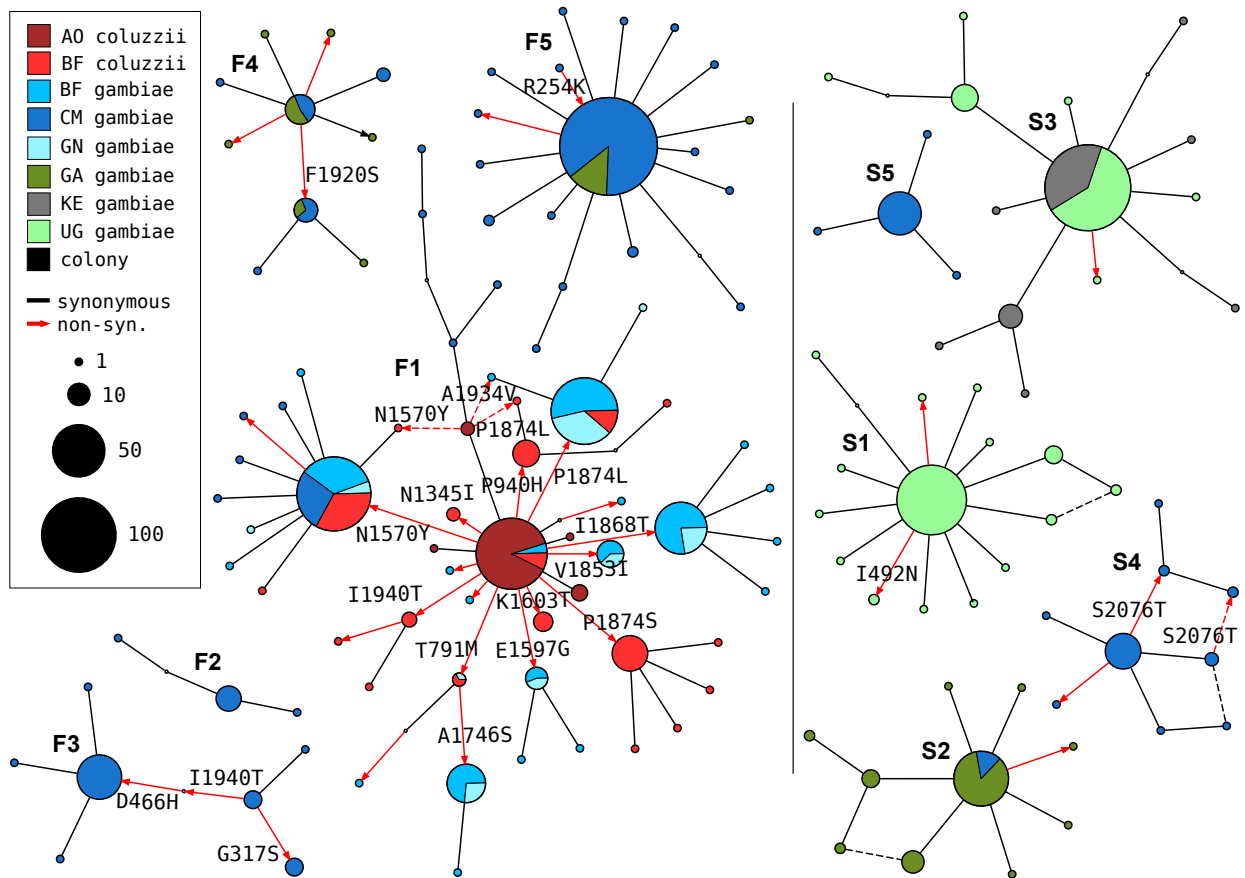 AO coluzzii
BF coluzzii
BF gambiae
CM gambiae
GN gambiae
GA gambiae
KE gambiae
UG gambiae
colony
synonymous
non-syn.
1
10
50
100
F4
F1920S
F5
R254K
S3
S5
F1
A1934V
N1570Y
P1874L
P940H
P1874L
N1345I
N1570Y
I1868T
V1853I
K1603T
I1940T
P1874S
T791M
E1597G
A1746S
S1
I492N
S4
S2076T
S2076T
F2
F3
I1940T
D466H
G317S
S2